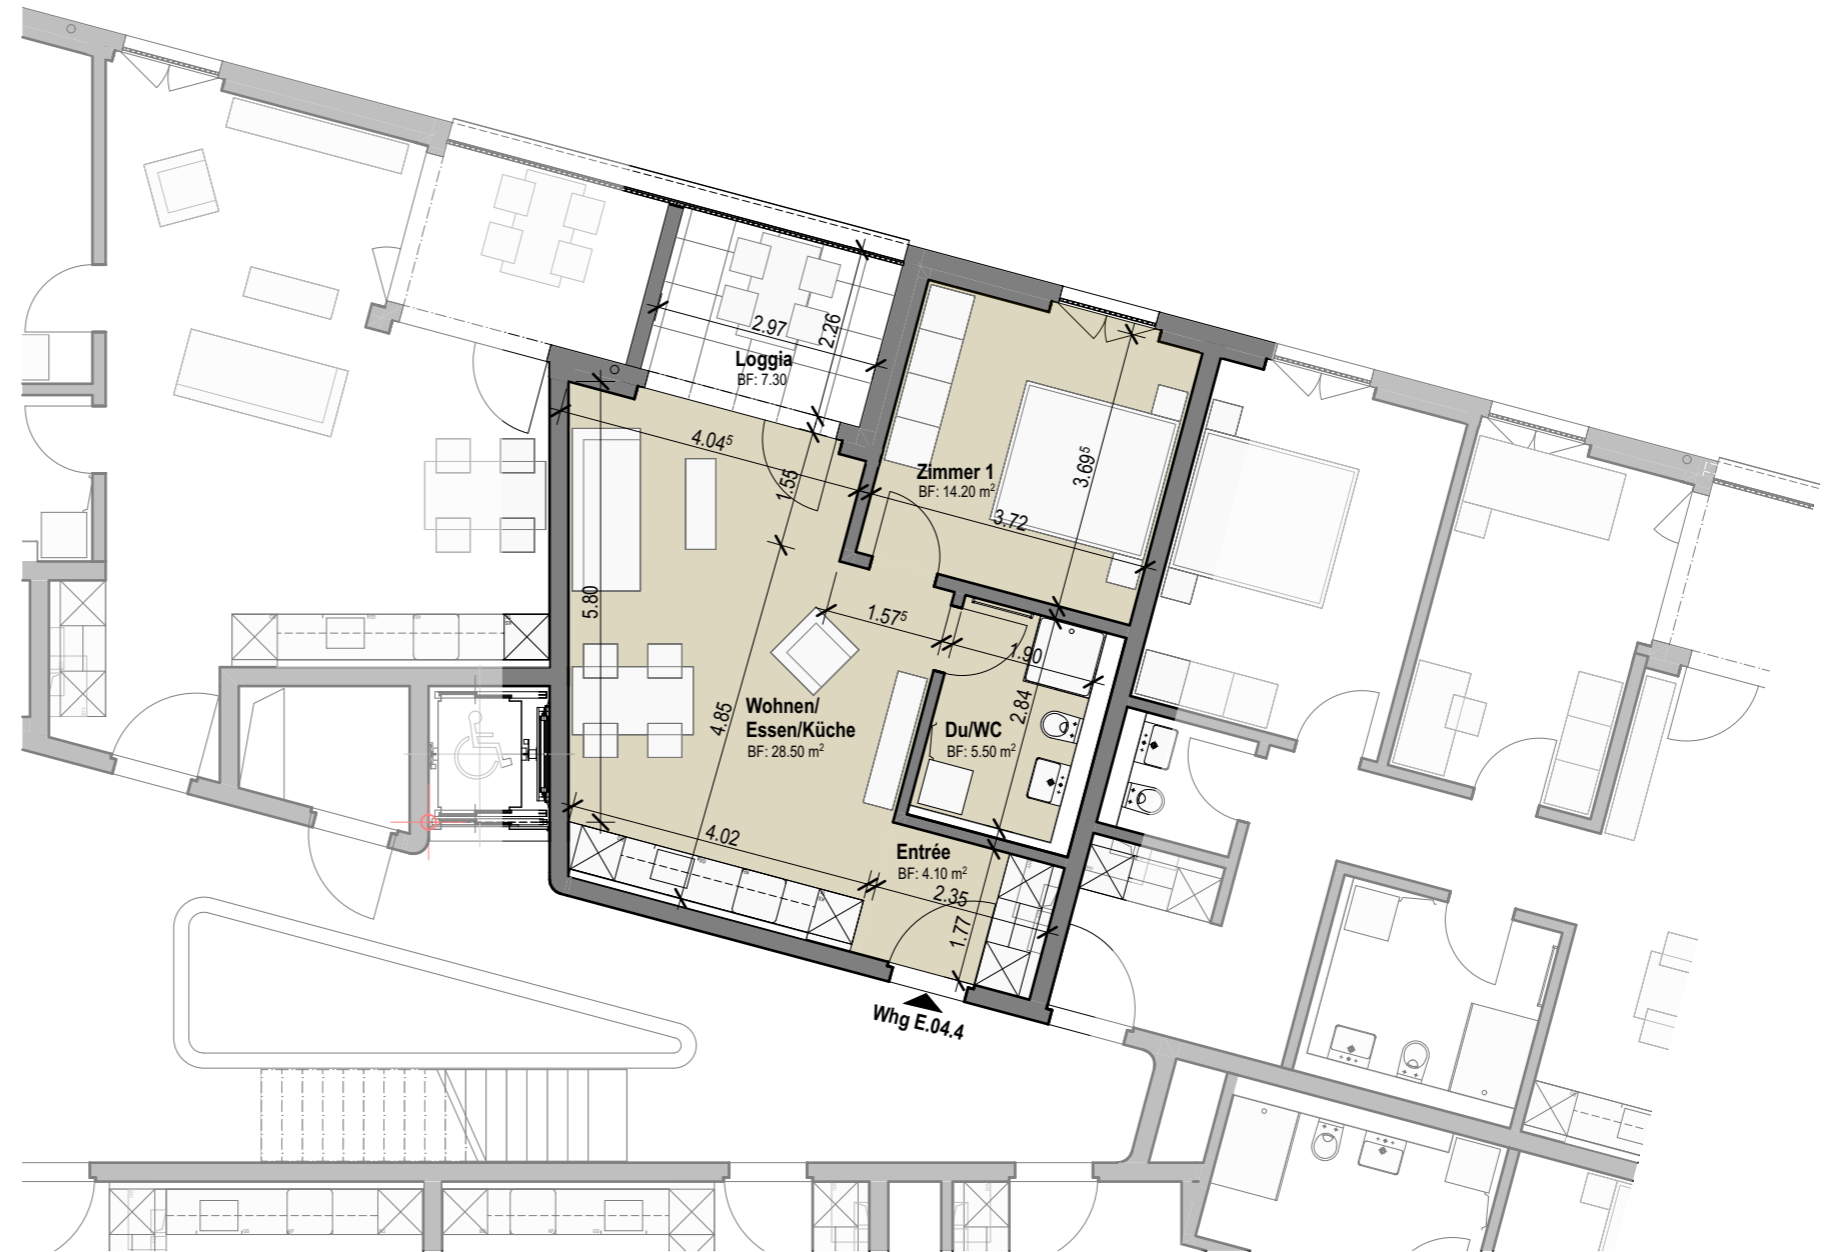 2.97
2.26
Loggia
BF: 7.30
4.04⁵
1.55
Zimmer 1
BF: 14.20 m²
3.69⁵
3.72
5.80
1.57⁵
1.90
4.85
Wohnen/
Essen/Küche
BF: 28.50 m²
2.84
Du/WC
BF: 5.50 m²
4.02
Entrée
BF: 4.10 m²
2.35
1.77
Whg E.04.4